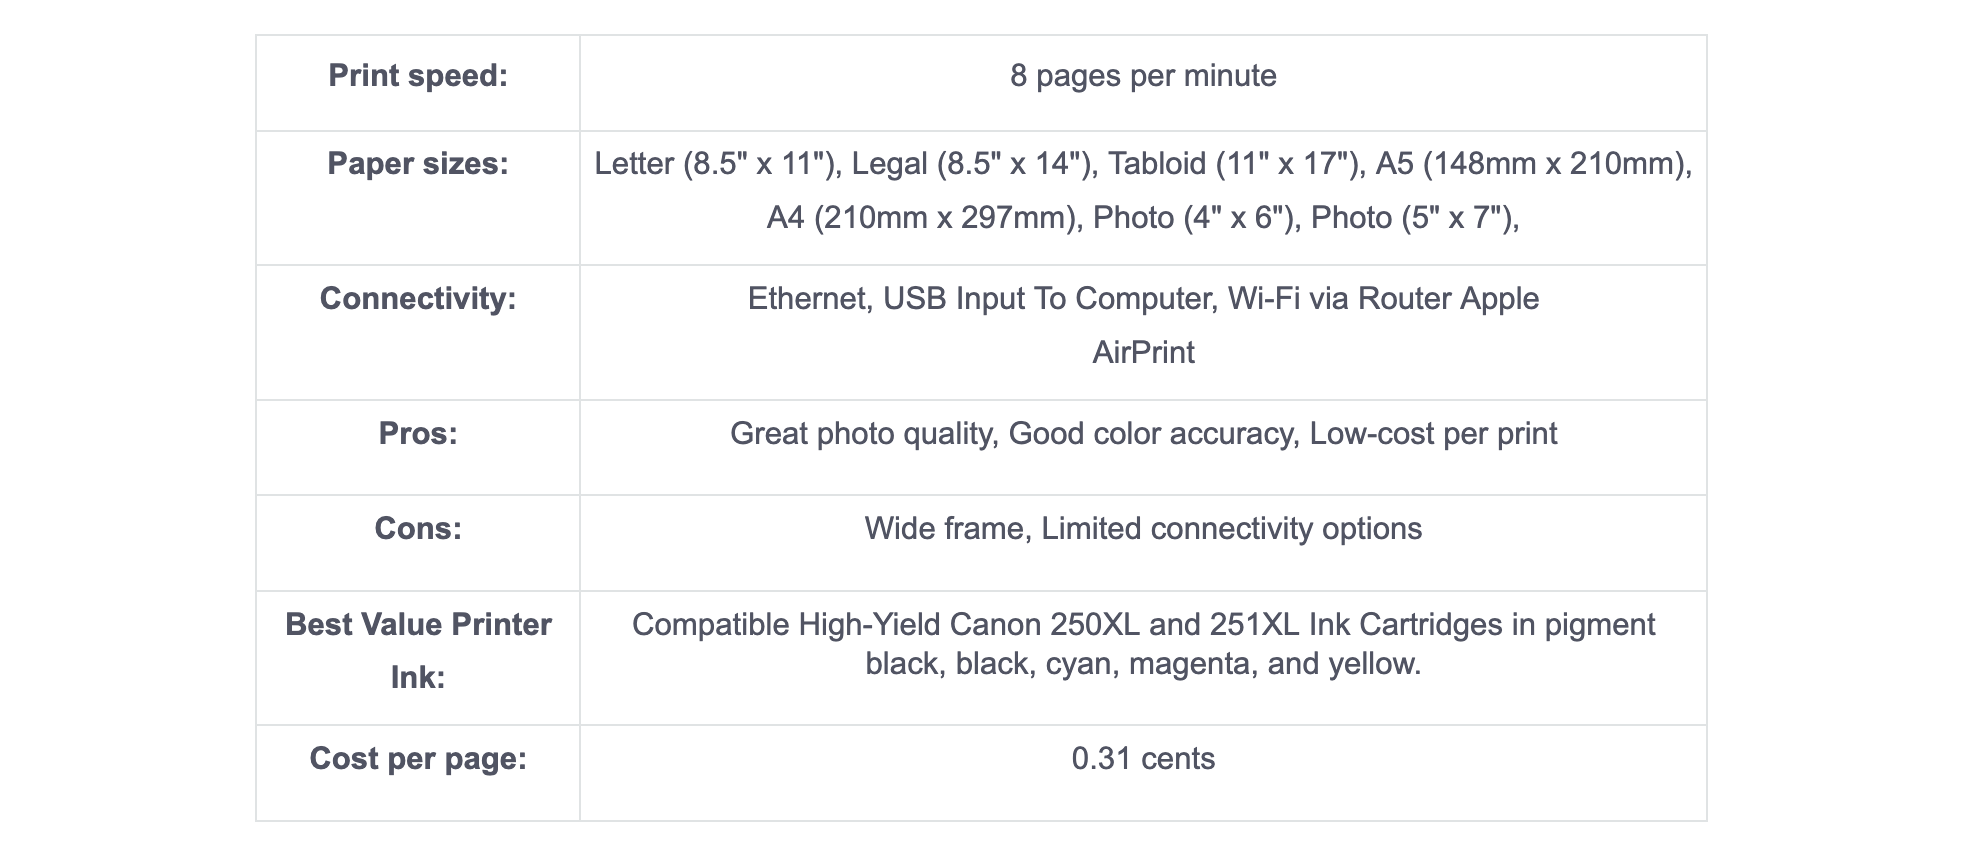 Print speed:
8 pages per minute
Paper sizes:
Letter (8.5" x 11"), Legal (8.5" x 14"), Tabloid (11" x 17"), A5 (148mm x 210mm),
A4 (210mm x 297mm), Photo (4" x 6"), Photo (5" x 7"),
Connectivity:
Ethernet, USB Input To Computer, Wi-Fi via Router Apple
AirPrint
Pros:
Great photo quality, Good color accuracy, Low-cost per print
Cons:
Wide frame, Limited connectivity options
Best Value Printer
Ink:
Compatible High-Yield Canon 250XL and 251XL Ink Cartridges in pigment
black, black, cyan, magenta, and yellow.
Cost per page:
0.31 cents